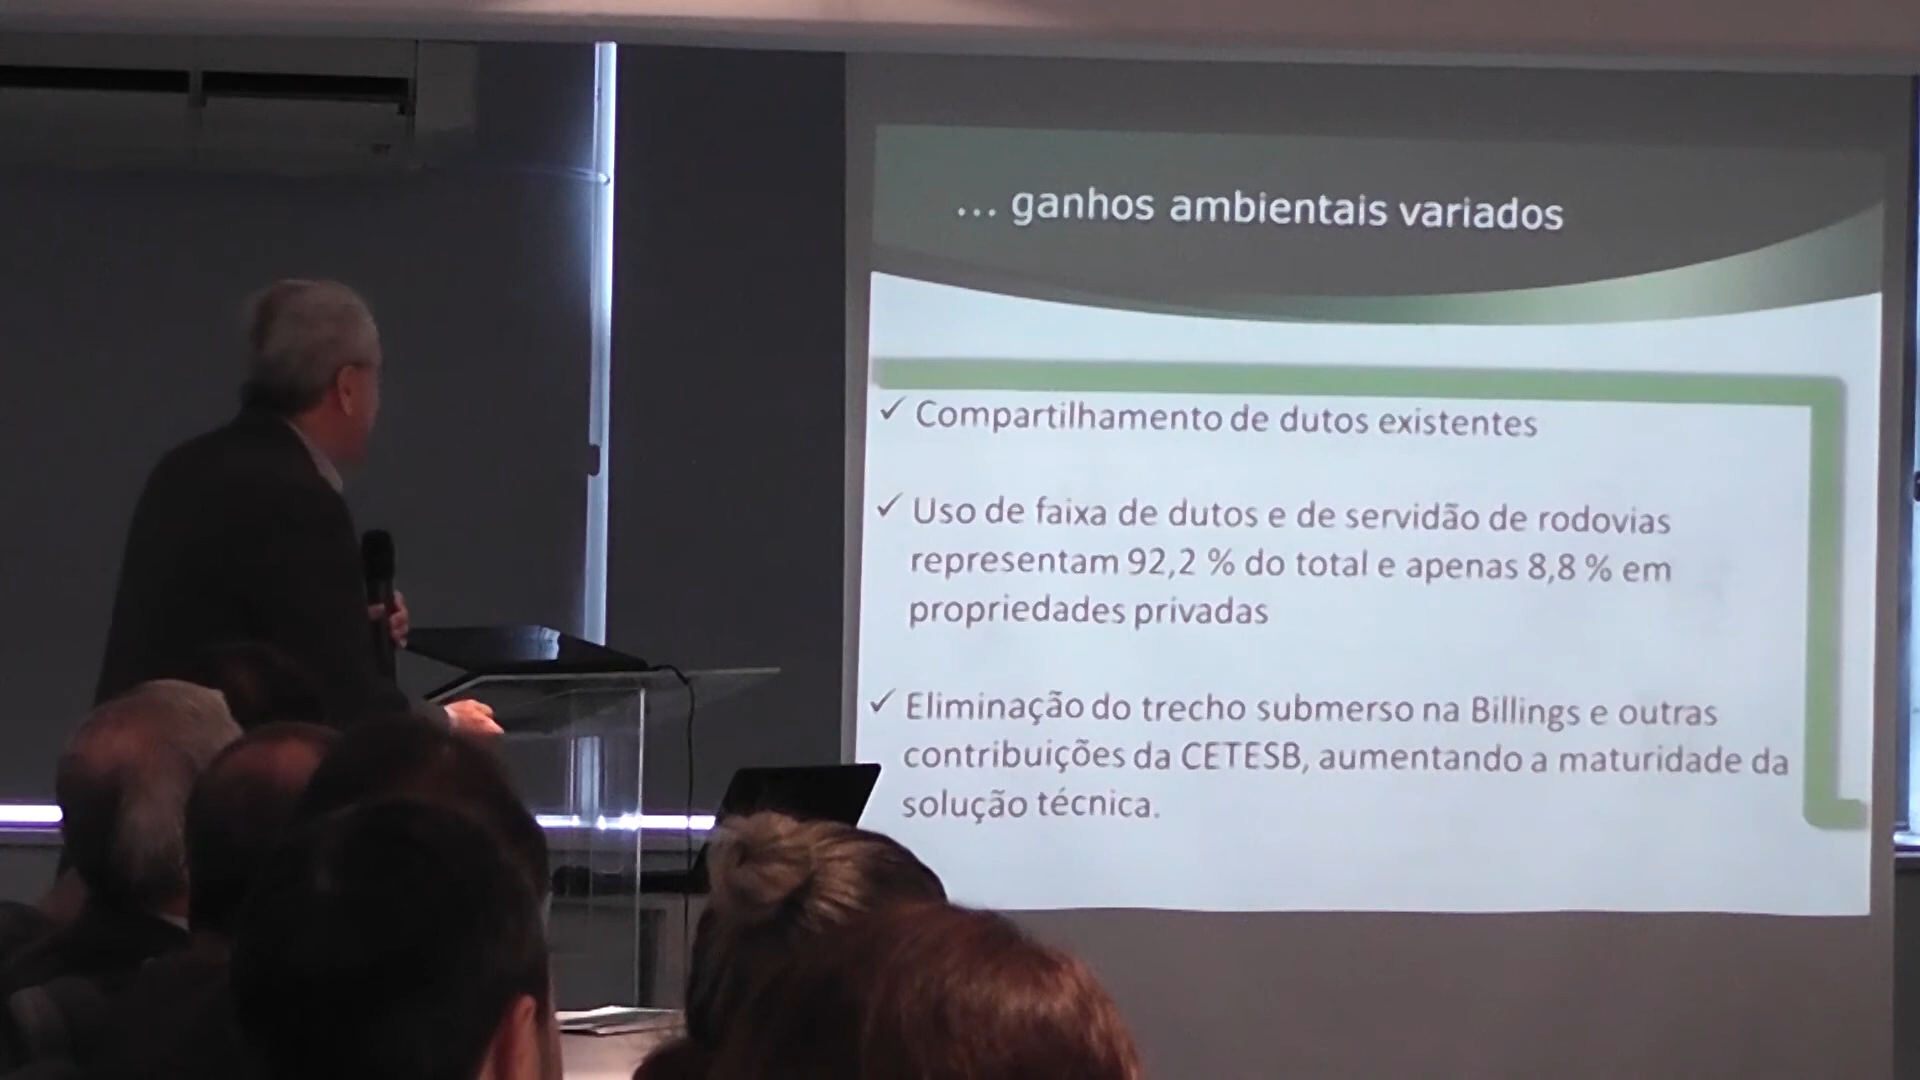 ... ganhos ambientais variados
✓ Compartilhamento de dutos existentes
✓ Uso de faixa de dutos e de servidão de rodovias
representam 92,2 % do total e apenas 8,8 % em
propriedades privadas
✓ Eliminação do trecho submerso na Billings e outras
contribuições da CETESB, aumentando a maturidade da
solução técnica.